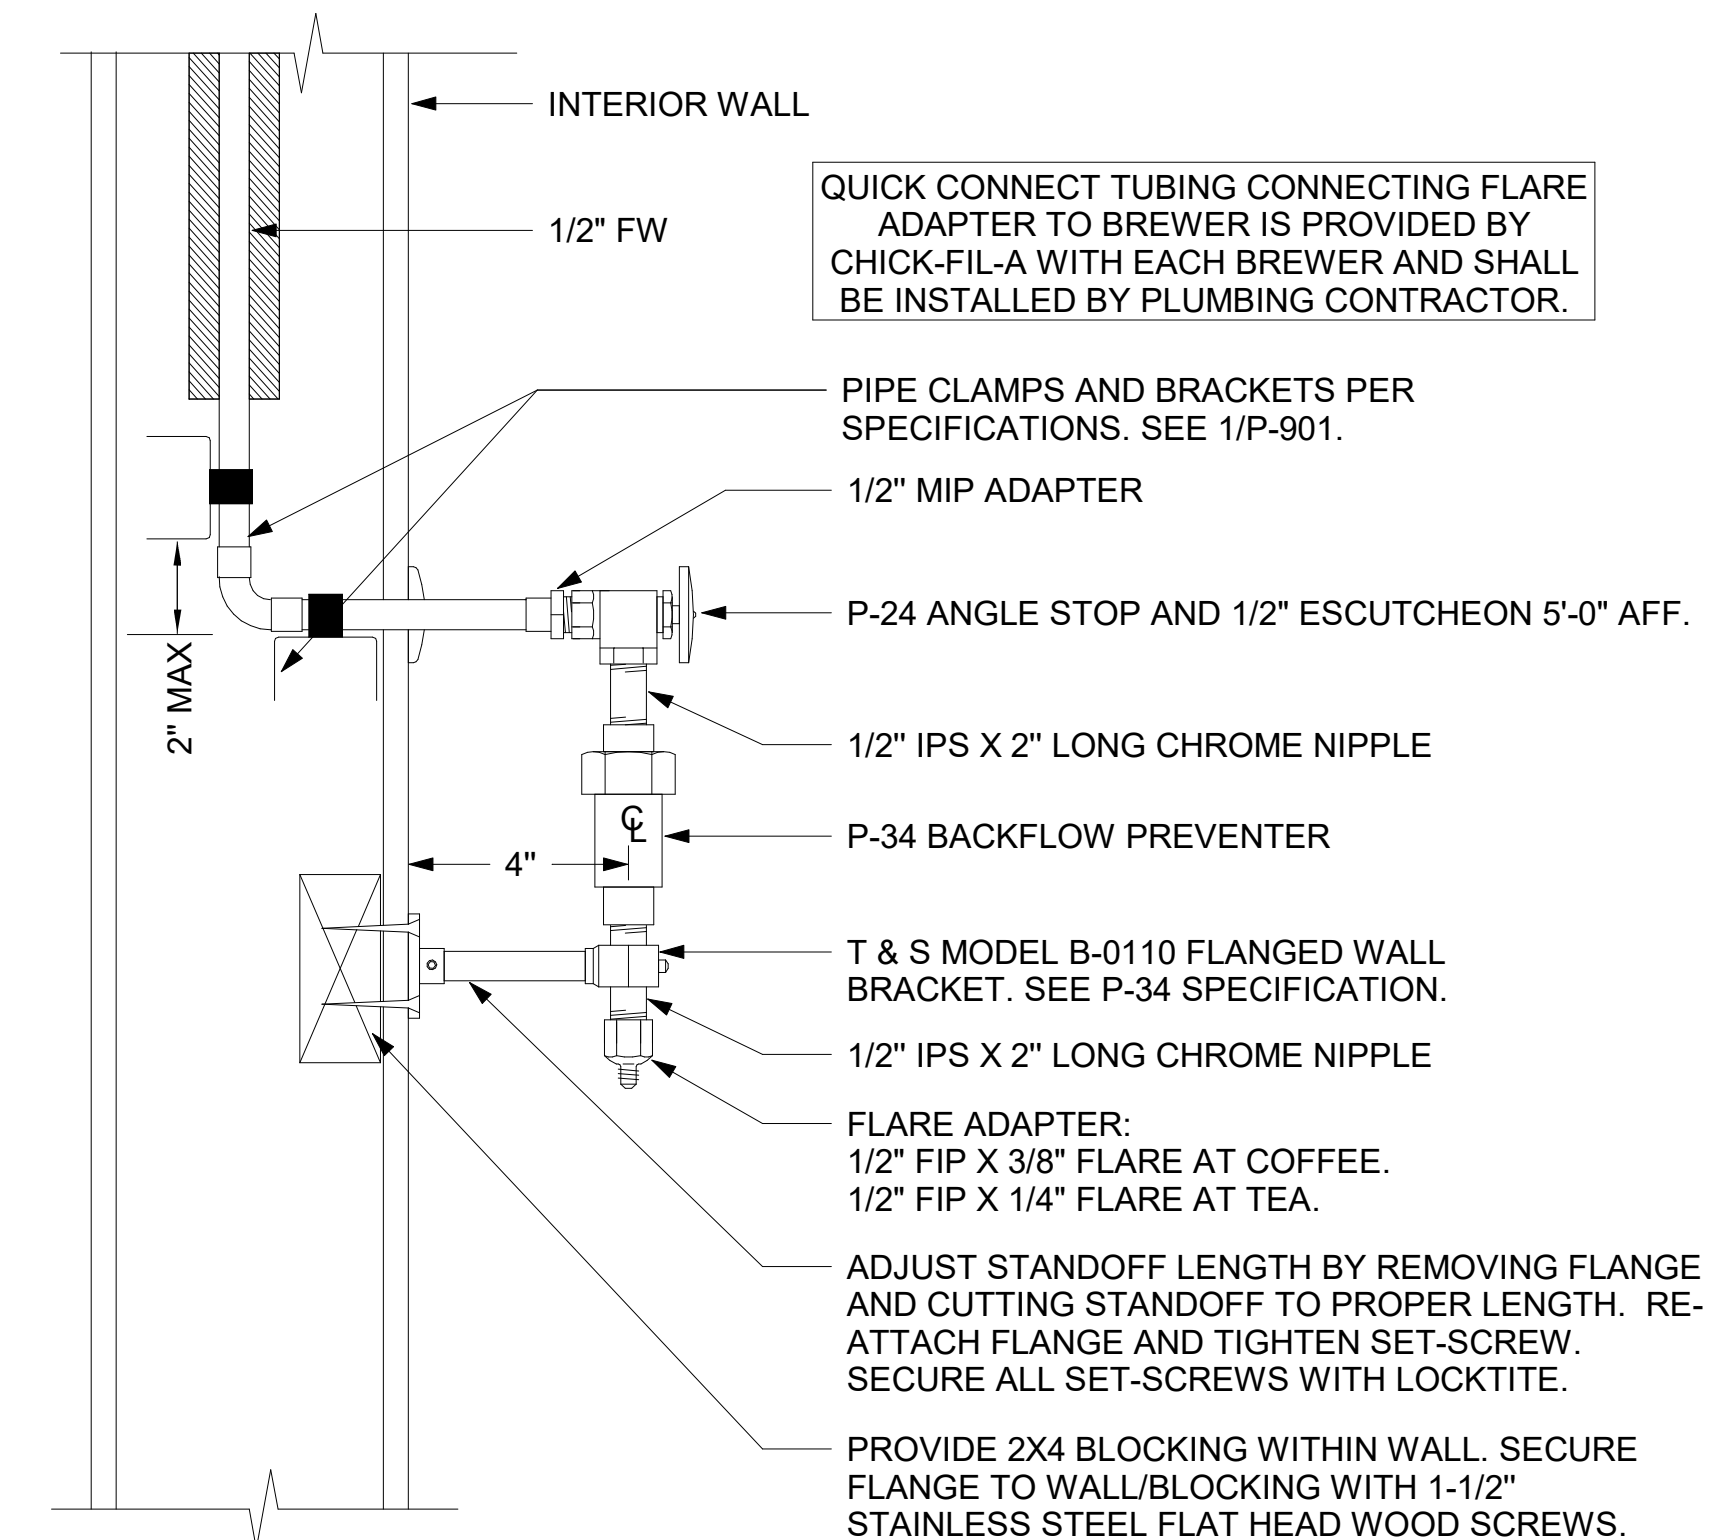 INTERIOR WALL
QUICK CONNECT TUBING CONNECTING FLARE
ADAPTER TO BREWER IS PROVIDED BY
CHICK-FIL-A WITH EACH BREWER AND SHALL
BE INSTALLED BY PLUMBING CONTRACTOR.
1/2" FW
PIPE CLAMPS AND BRACKETS PER
SPECIFICATIONS. SEE 1/P-901.
1/2" MIP ADAPTER
P-24 ANGLE STOP AND 1/2" ESCUTCHEON 5'-0" AFF.
2" MAX
1/2" IPS X 2" LONG CHROME NIPPLE
CL
P-34 BACKFLOW PREVENTER
4"
T & S MODEL B-0110 FLANGED WALL
BRACKET. SEE P-34 SPECIFICATION.
1/2" IPS X 2" LONG CHROME NIPPLE
FLARE ADAPTER:
1/2" FIP X 3/8" FLARE AT COFFEE.
1/2" FIP X 1/4" FLARE AT TEA.
ADJUST STANDOFF LENGTH BY REMOVING FLANGE
AND CUTTING STANDOFF TO PROPER LENGTH. RE-
ATTACH FLANGE AND TIGHTEN SET-SCREW.
SECURE ALL SET-SCREWS WITH LOCKTITE.
PROVIDE 2X4 BLOCKING WITHIN WALL. SECURE
FLANGE TO WALL/BLOCKING WITH 1-1/2"
STAINLESS STEEL FLAT HEAD WOOD SCREWS.